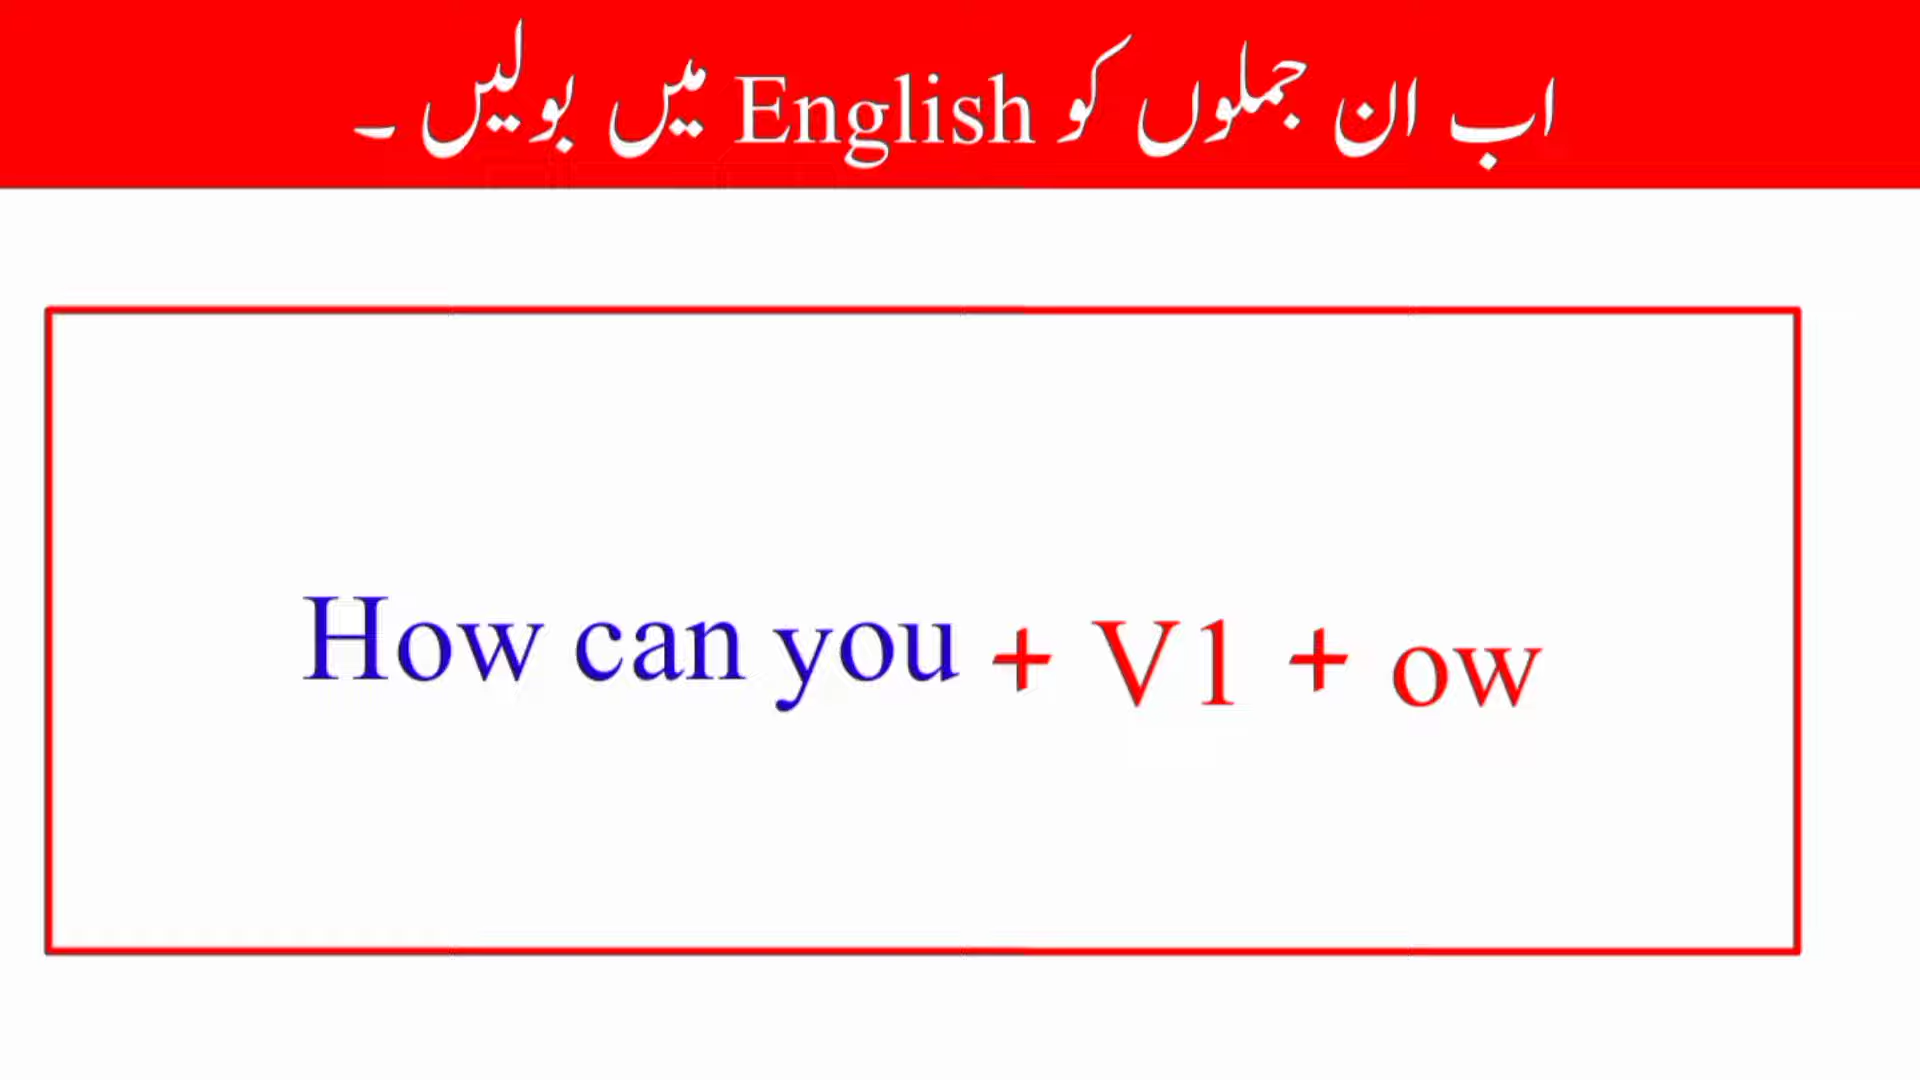 اب ان جملوں کو English میں بولیں ۔
How can you + V1 + ow